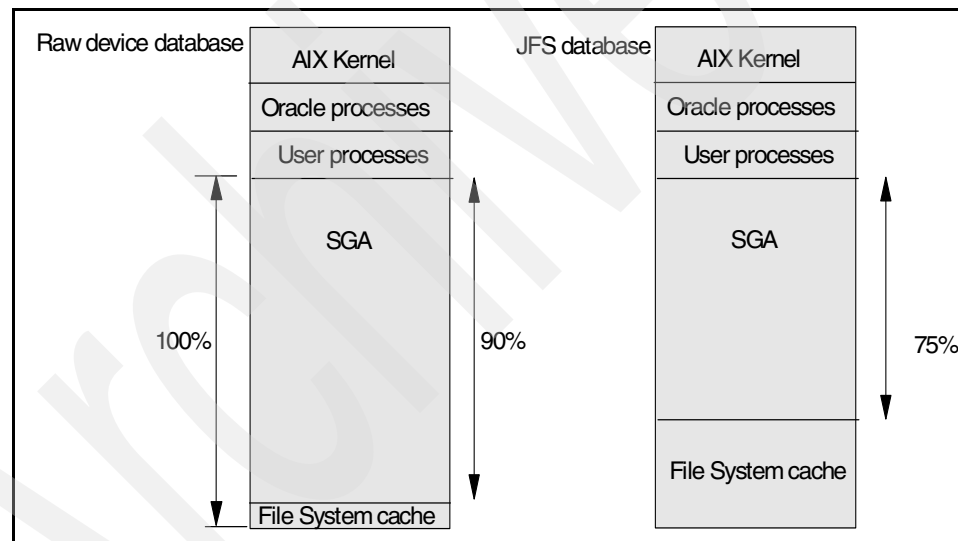 Raw device database
AIX Kernel
Oracle processes
User processes
SGA
100%
90%
File System cache
JFS database
AIX Kernel
Oracle processes
User processes
SGA
75%
File System cache